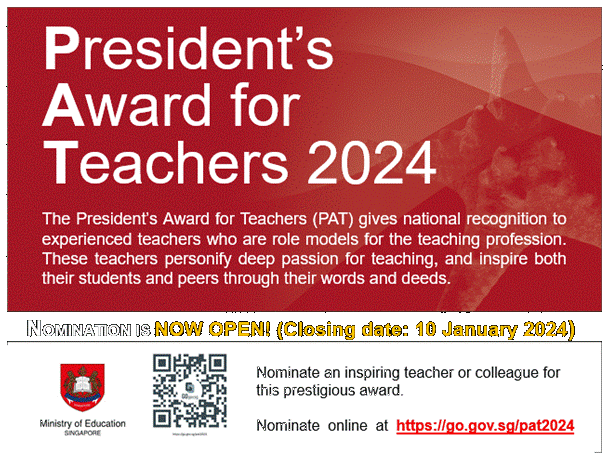 President's
Award for
Teachers 2024
The President's Award for Teachers (PAT) gives national recognition to
experienced teachers who are role models for the teaching profession.
These teachers personify deep passion for teaching, and inspire both
their students and peers through their words and deeds.
NOMINATION IS NOW OPEN! (Closing date: 10 January 2024)
Nominate an inspiring teacher or colleague for
this prestigious award.
Nominate online at https://go.gov.sg/pat2024
Ministry of Education
SINGAPORE